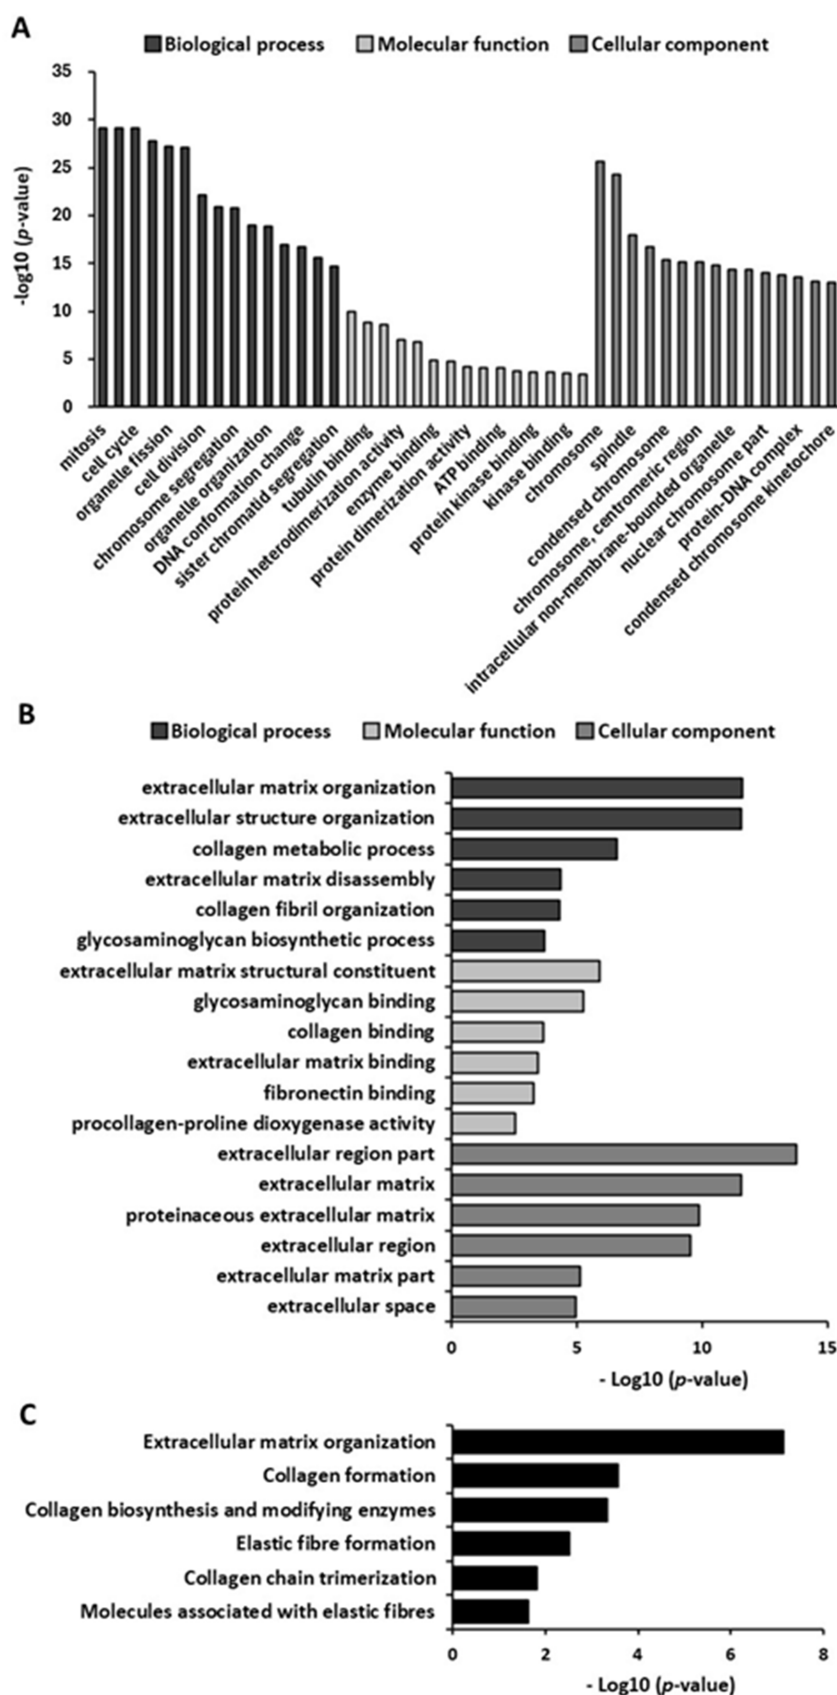 A
Biological process Molecular function Cellular component
35
30
25
20
15
10
5
0
-log10 (p-value)
mitosis
cell cycle
organelle fission
cell division
chromosome segregation
organelle organization
DNA conformation change
sister chromatid segregation
tubulin binding
protein heterodimerization activity
enzyme binding
protein dimerization activity
ATP binding
protein kinase binding
kinase binding
chromosome
spindle
condensed chromosome
chromosome, centromeric region
intracellular non-membrane-bounded organelle
nuclear chromosome part
protein-DNA complex
condensed chromosome kinetochore
B
Biological process Molecular function Cellular component
extracellular matrix organization
extracellular structure organization
collagen metabolic process
extracellular matrix disassembly
collagen fibril organization
glycosaminoglycan biosynthetic process
extracellular matrix structural constituent
glycosaminoglycan binding
collagen binding
extracellular matrix binding
fibronectin binding
procollagen-proline dioxygenase activity
extracellular region part
extracellular matrix
proteinaceous extracellular matrix
extracellular region
extracellular matrix part
extracellular space
0 5 10 15
- Log10 (p-value)
C
Extracellular matrix organization
Collagen formation
Collagen biosynthesis and modifying enzymes
Elastic fibre formation
Collagen chain trimerization
Molecules associated with elastic fibres
0 2 4 6 8
- Log10 (p-value)